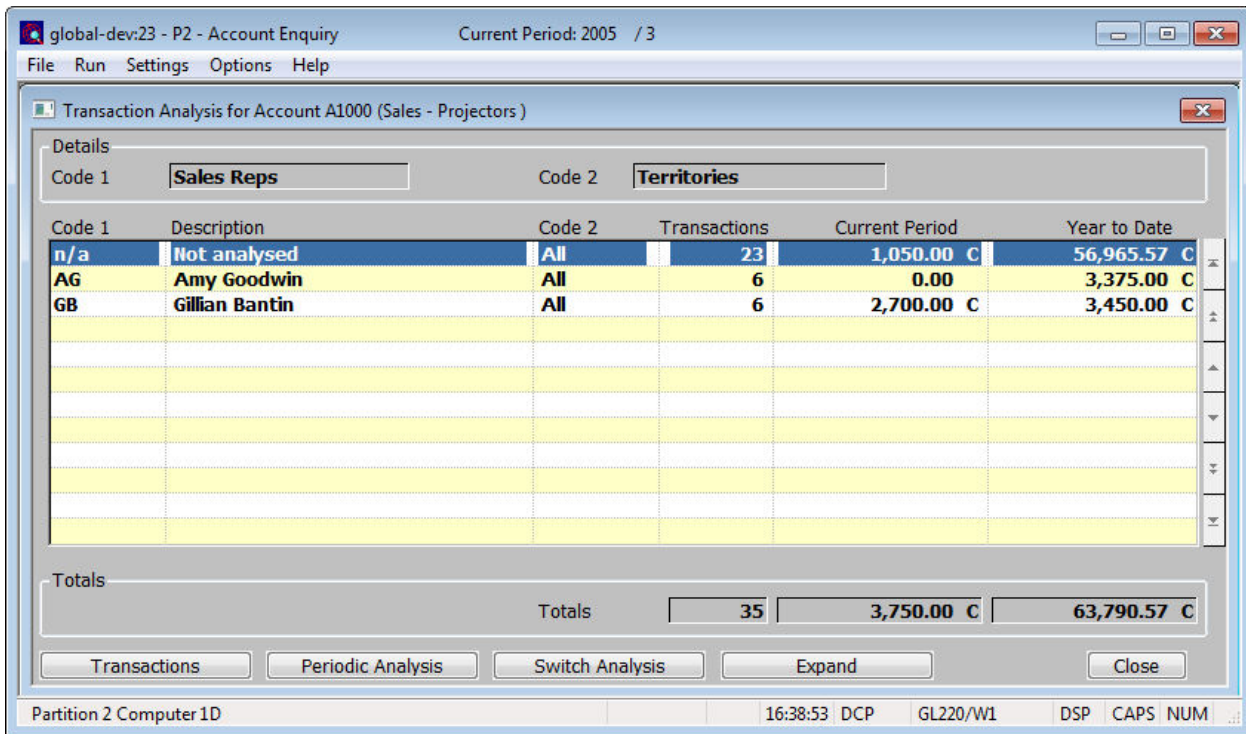 global-dev:23 - P2 - Account Enquiry Current Period: 2005 / 3
File Run Settings Options Help
Transaction Analysis for Account A1000 (Sales - Projectors )
Details
Code 1 Sales Reps Code 2 Territories
Code 1 Description Code 2 Transactions Current Period Year to Date
n/a Not analysed All 23 1,050.00 C 56,965.57 C
AG Amy Goodwin All 6 0.00 3,375.00 C
GB Gillian Bantin All 6 2,700.00 C 3,450.00 C
Totals
Totals 35 3,750.00 C 63,790.57 C
Transactions Periodic Analysis Switch Analysis Expand Close
Partition 2 Computer 1D 16:38:53 DCP GL220/W1 DSP CAPS NUM